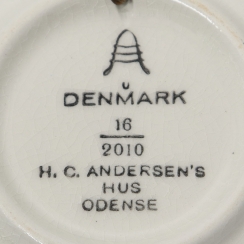 DENMARK
16
2010
H. C. ANDERSEN'S
HUS
ODENSE